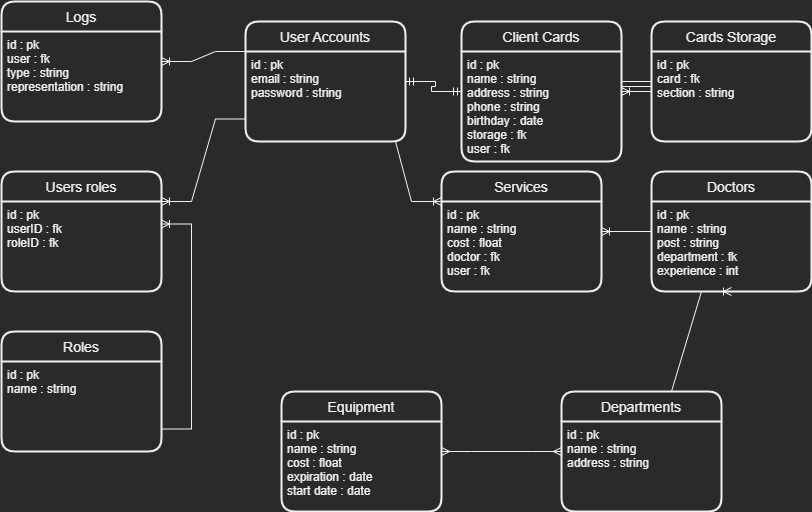 Logs
id : pk
user : fk
type : string
representation : string
User Accounts
id : pk
email : string
password : string
Client Cards
id : pk
name : string
address : string
phone : string
birthday : date
storage : fk
user : fk
Cards Storage
id : pk
card : fk
section : string
Users roles
id : pk
userID : fk
roleID : fk
Services
id : pk
name : string
cost : float
doctor : fk
user : fk
Doctors
id : pk
name : string
post : string
department : fk
experience : int
Roles
id : pk
name : string
Equipment
id : pk
name : string
cost : float
expiration : date
start date : date
Departments
id : pk
name : string
address : string